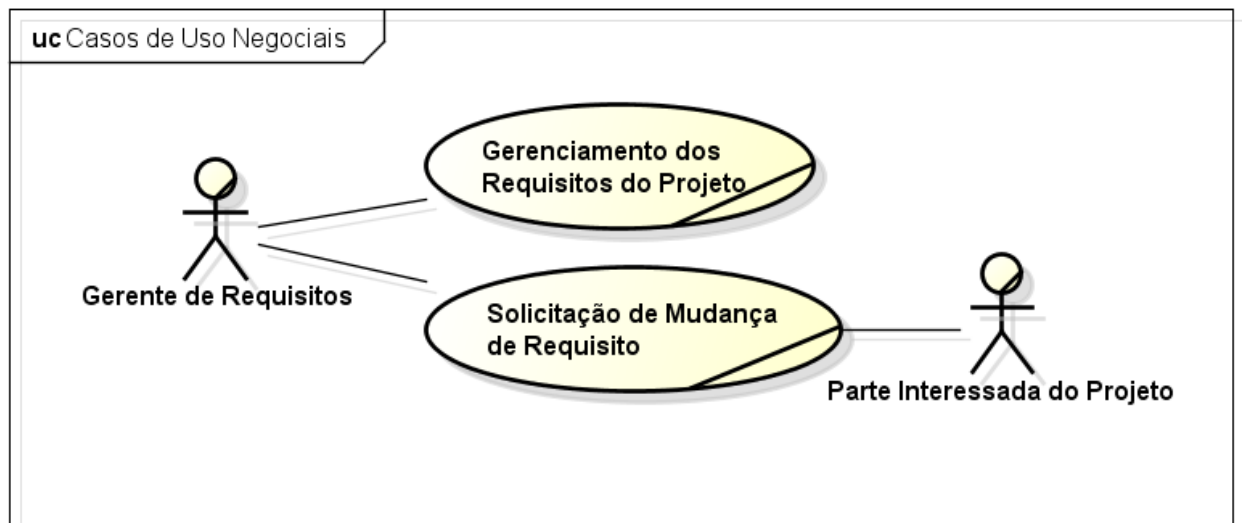 uc Casos de Uso Negociais
Gerenciamento dos
Requisitos do Projeto
Gerente de Requisitos
Solicitação de Mudança
de Requisito
Parte Interessada do Projeto